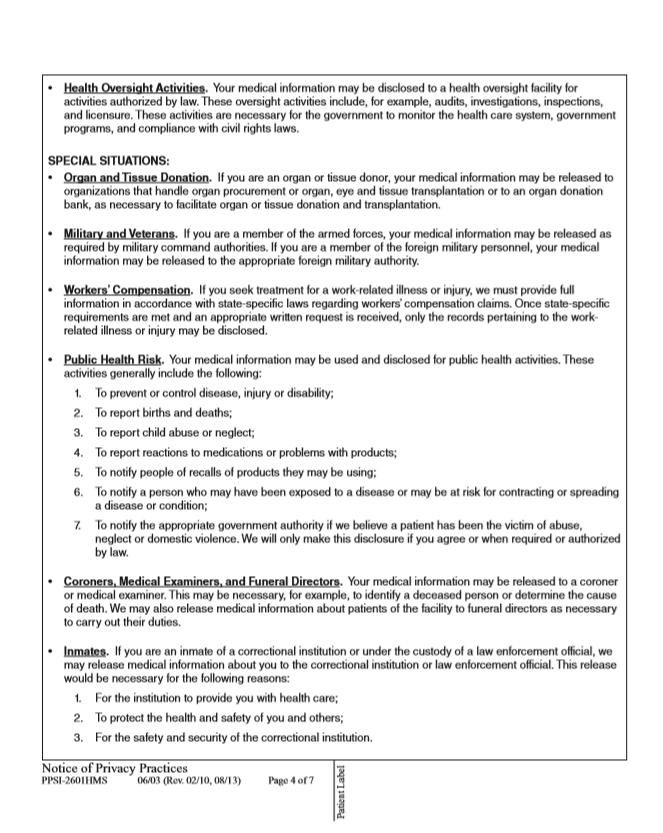 • Health Oversight Activities. Your medical information may be disclosed to a health oversight facility for
activities authorized by law. These oversight activities include, for example, audits, investigations, inspections,
and licensure. These activities are necessary for the government to monitor the health care system, government
programs, and compliance with civil rights laws.
SPECIAL SITUATIONS:
• Organ and Tissue Donation. If you are an organ or tissue donor, your medical information may be released to
organizations that handle organ procurement or organ, eye and tissue transplantation or to an organ donation
bank, as necessary to facilitate organ or tissue donation and transplantation.
• Military and Veterans. If you are a member of the armed forces, your medical information may be released as
required by military command authorities. If you are a member of the foreign military personnel, your medical
information may be released to the appropriate foreign military authority.
• Workers' Compensation. If you seek treatment for a work-related illness or injury, we must provide full
information in accordance with state-specific laws regarding workers' compensation claims. Once state-specific
requirements are met and an appropriate written request is received, only the records pertaining to the work-
related illness or injury may be disclosed.
• Public Health Risk. Your medical information may be used and disclosed for public health activities. These
activities generally include the following:
1. To prevent or control disease, injury or disability;
2. To report births and deaths;
3. To report child abuse or neglect;
4. To report reactions to medications or problems with products;
5. To notify people of recalls of products they may be using;
6. To notify a person who may have been exposed to a disease or may be at risk for contracting or spreading
a disease or condition;
7. To notify the appropriate government authority if we believe a patient has been the victim of abuse,
neglect or domestic violence. We will only make this disclosure if you agree or when required or authorized
by law.
• Coroners, Medical Examiners, and Funeral Directors. Your medical information may be released to a coroner
or medical examiner. This may be necessary, for example, to identify a deceased person or determine the cause
of death. We may also release medical information about patients of the facility to funeral directors as necessary
to carry out their duties.
• Inmates. If you are an inmate of a correctional institution or under the custody of a law enforcement official, we
may release medical information about you to the correctional institution or law enforcement official. This release
would be necessary for the following reasons:
1. For the institution to provide you with health care;
2. To protect the health and safety of you and others;
3. For the safety and security of the correctional institution.
Notice of Privacy Practices
PPSI-2601HMS 06/03 (Rev. 02/10, 08/13) Page 4 of 7
Patient Label